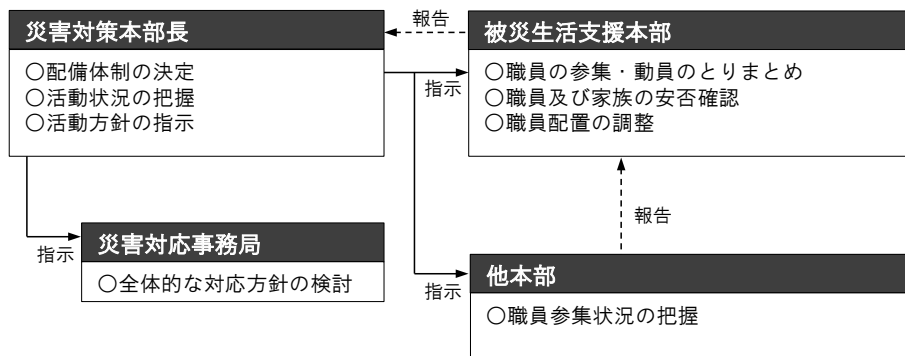 災害対策本部長
○配備体制の決定
○活動状況の把握
○活動方針の指示
報告
指示
被災生活支援本部
○職員の参集・動員のとりまとめ
○職員及び家族の安否確認
○職員配置の調整
報告
指示
災害対応事務局
○全体的な対応方針の検討
指示
他本部
○職員参集状況の把握